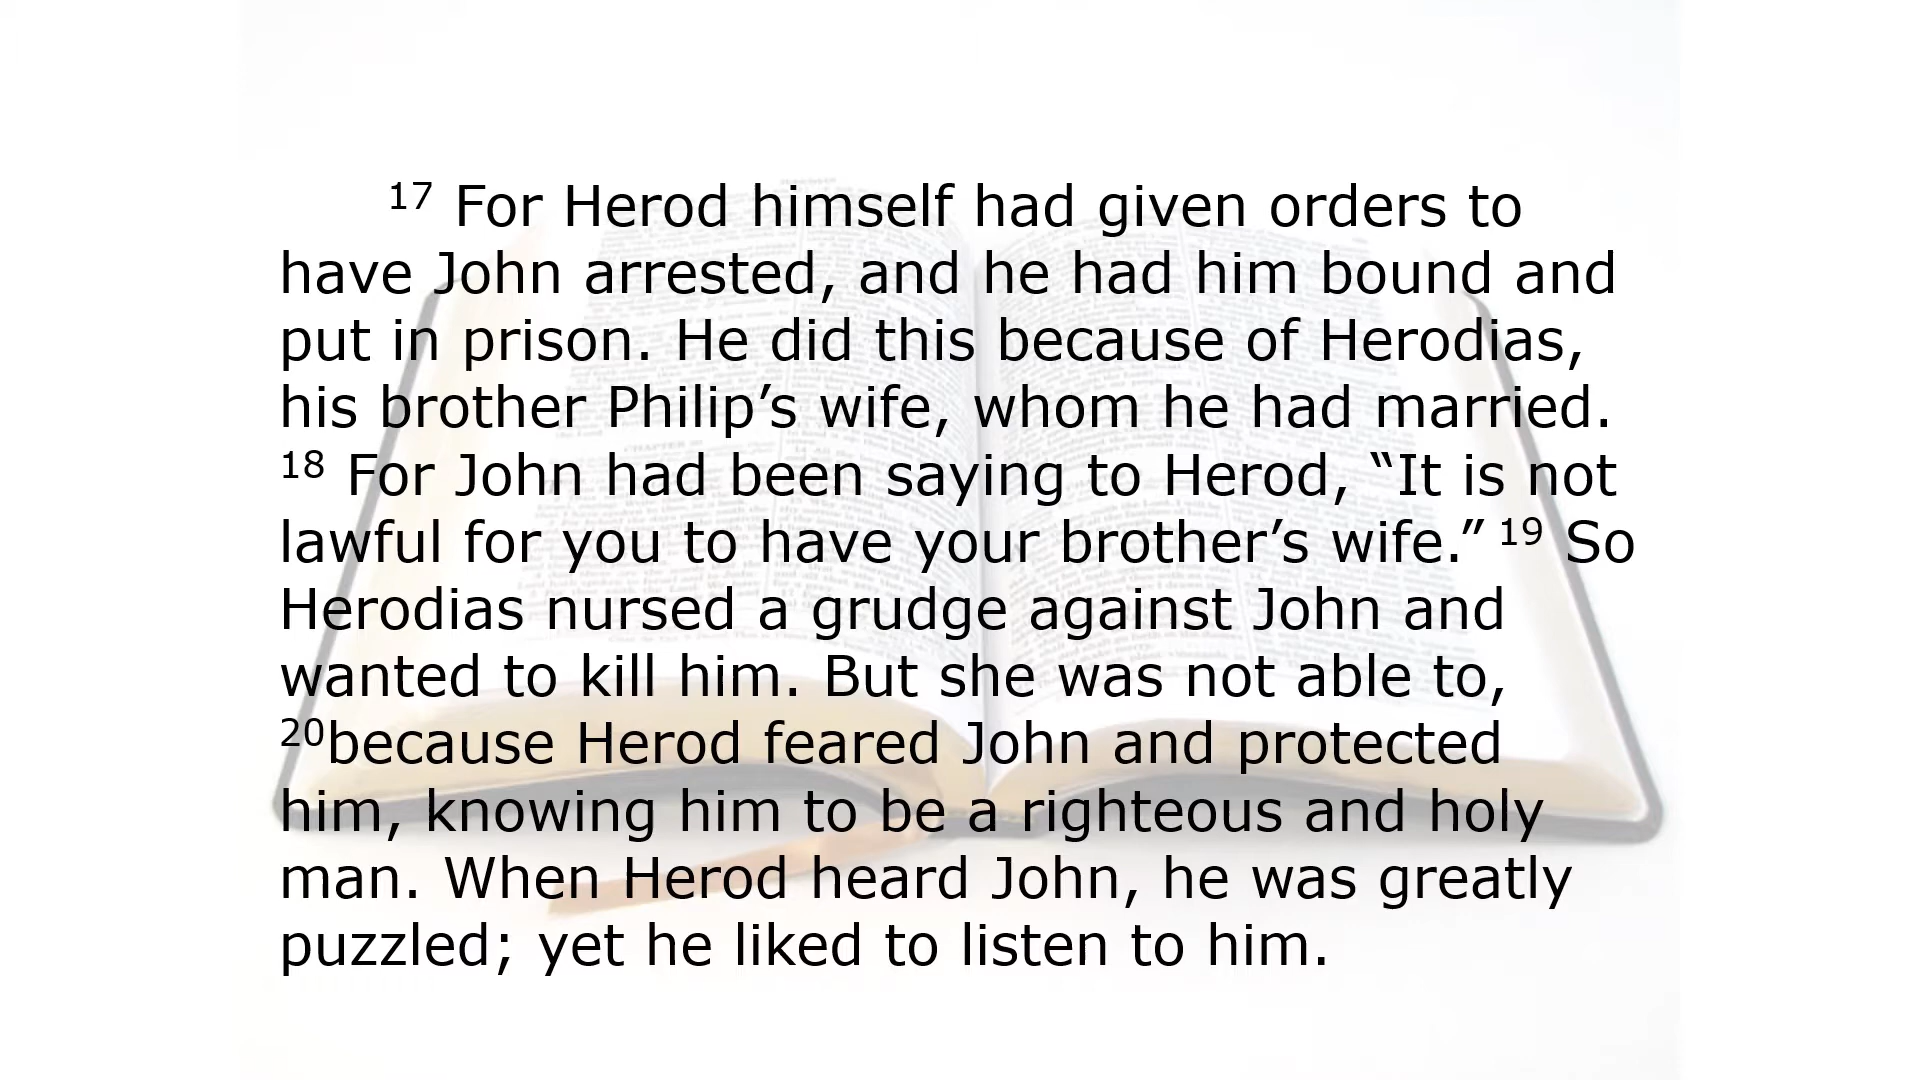 17 For Herod himself had given orders to
have John arrested, and he had him bound and
put in prison. He did this because of Herodias,
his brother Philip’s wife, whom he had married.
18 For John had been saying to Herod, “It is not
lawful for you to have your brother’s wife.” 19 So
Herodias nursed a grudge against John and
wanted to kill him. But she was not able to,
20because Herod feared John and protected
him, knowing him to be a righteous and holy
man. When Herod heard John, he was greatly
puzzled; yet he liked to listen to him.